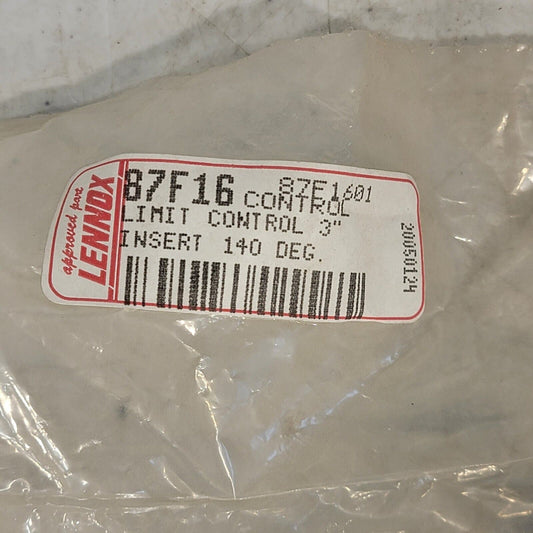 approved part
LENNOX
87F16 CONTROL 87F1601
LIMIT CONTROL 3"
INSERT 140 DEG.
20050124